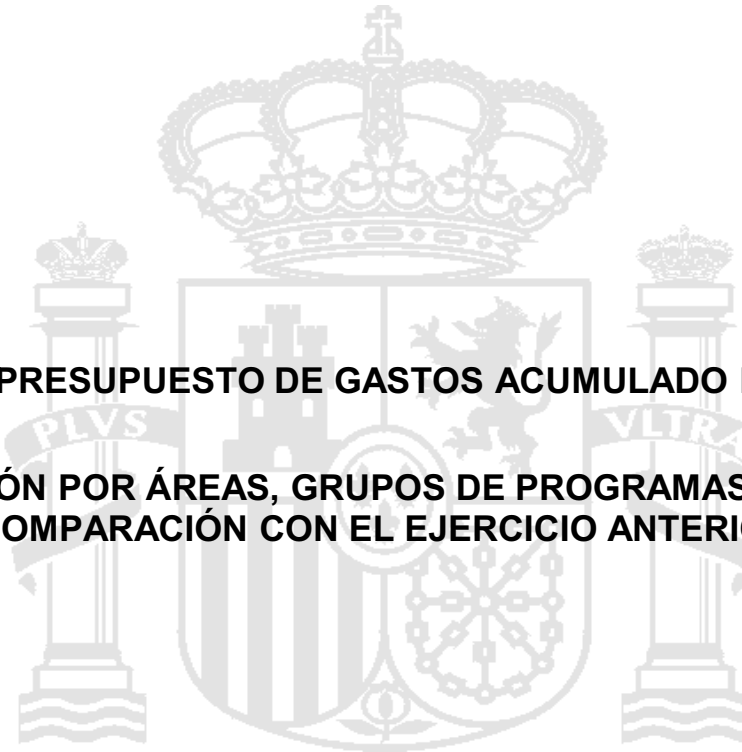 PRESUPUESTO DE GASTOS ACUMULADO
PLVS VLTRA
ÓN POR ÁREAS, GRUPOS DE PROGRAMAS
OMPARACIÓN CON EL EJERCICIO ANTERI